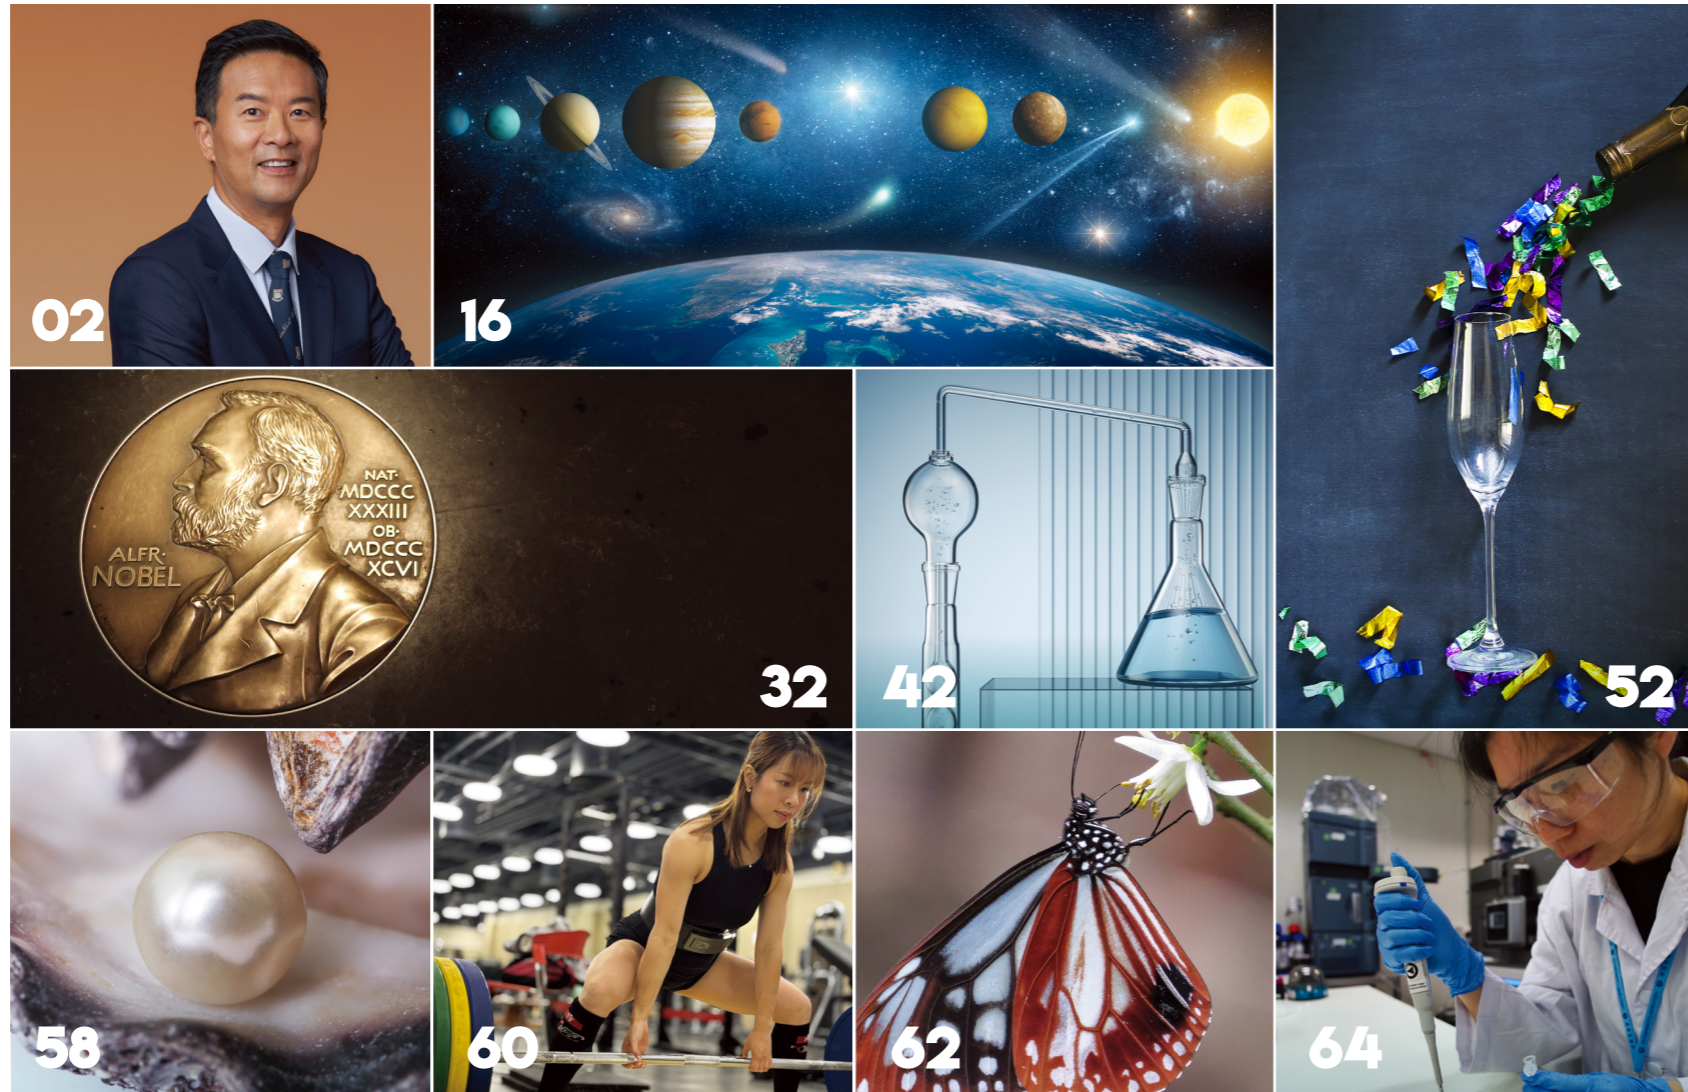 02
16
ALFR·
NOBEL
NAT·
MDCCC
XXXIII
OB·
MDCCC
XCVI
32
42
52
58
60
62
64